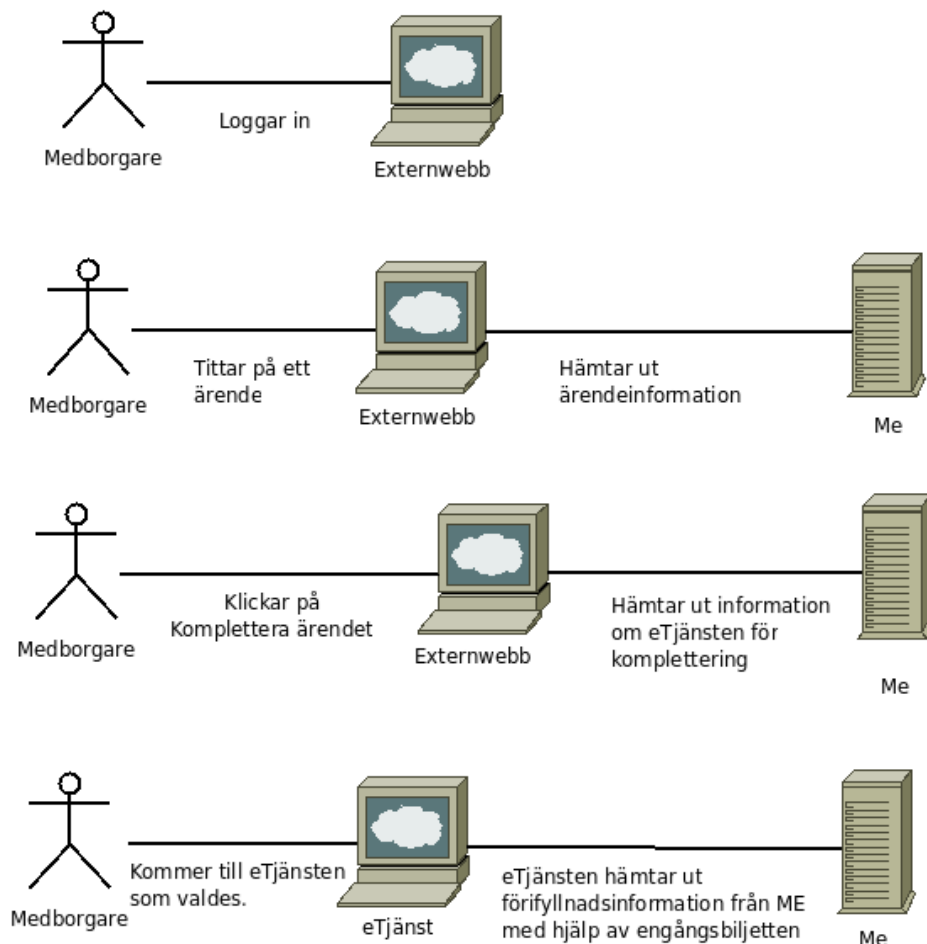 Loggar in
Medborgare
Externwebb
Tittar på ett
ärende
Hämtar ut
ärendeinformation
Medborgare
Externwebb
Me
Klickar på
Komplettera ärendet
Hämtar ut information
om eTjänsten för
komplettering
Medborgare
Externwebb
Me
Kommer till eTjänsten
som valdes.
eTjänsten hämtar ut
förifyllnadsinformation från ME
med hjälp av engångsbiljetten
Medborgare
eTjänst
Me